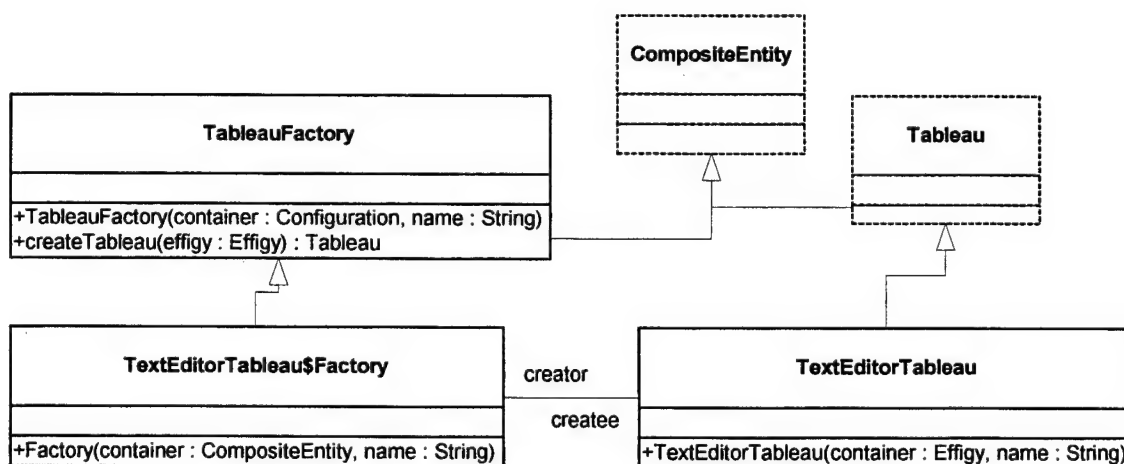 CompositeEntity
TableauFactory
Tableau
+TableauFactory(container : Configuration, name : String)
+createTableau(effigy : Effigy) : Tableau
TextEditorTableau$Factory
creator
TextEditorTableau
createe
+Factory(container : CompositeEntity, name : String)
+TextEditorTableau(container : Effigy, name : String)